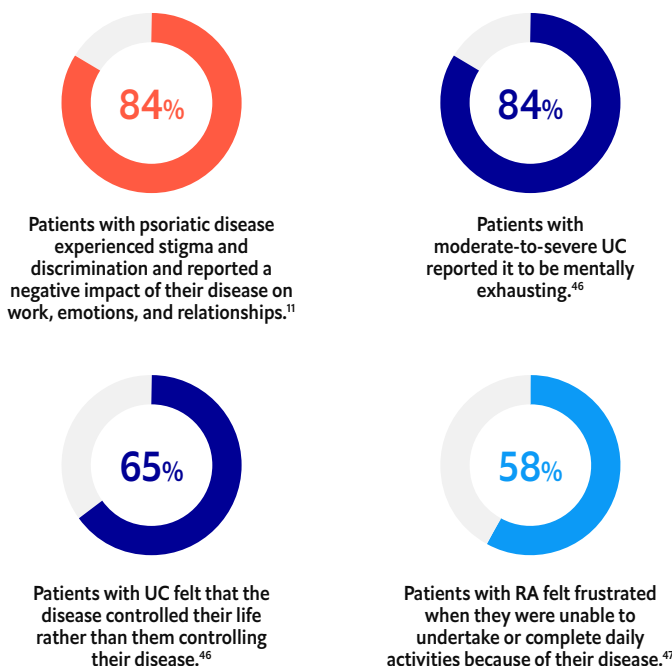 84%
Patients with psoriatic disease
experienced stigma and
discrimination and reported a
negative impact of their disease on
work, emotions, and relationships.¹¹
84%
Patients with
moderate-to-severe UC
reported it to be mentally
exhausting.⁴⁶
65%
Patients with UC felt that the
disease controlled their life
rather than them controlling
their disease.⁴⁶
58%
Patients with RA felt frustrated
when they were unable to
undertake or complete daily
activities because of their disease.⁴⁷